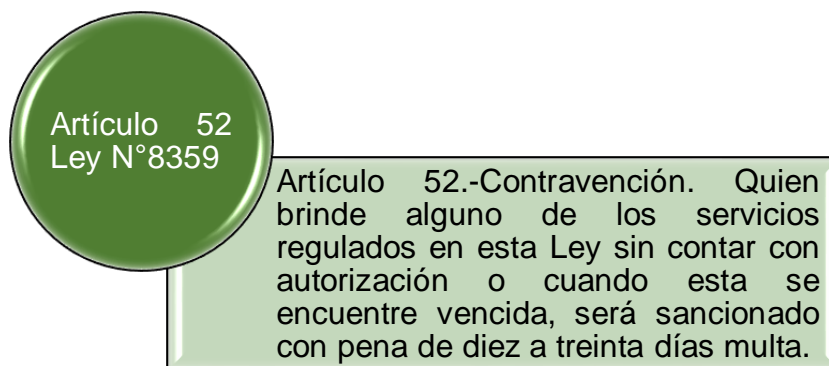 Artículo 52
Ley N°8359
Artículo 52.-Contravención. Quien
brinde alguno de los servicios
regulados en esta Ley sin contar con
autorización o cuando esta se
encuentre vencida, será sancionado
con pena de diez a treinta días multa.